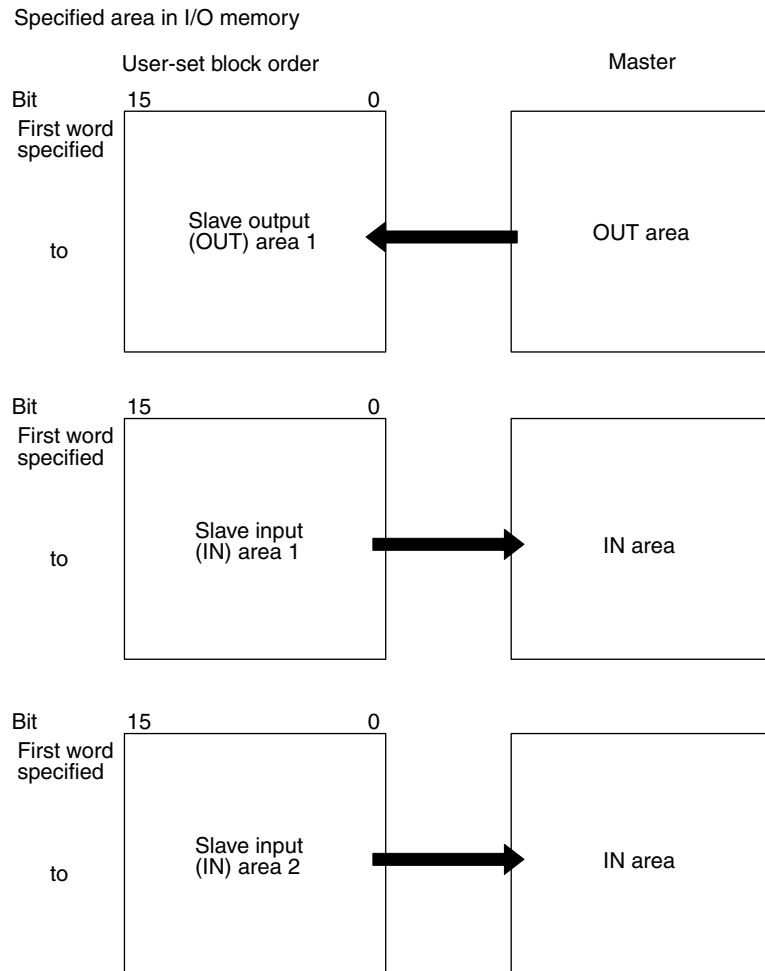 Specified area in I/O memory
User-set block order
Master
Bit 15 0
First word
specified
to
Slave output
(OUT) area 1
OUT area
Bit 15 0
First word
specified
to
Slave input
(IN) area 1
IN area
Bit 15 0
First word
specified
to
Slave input
(IN) area 2
IN area